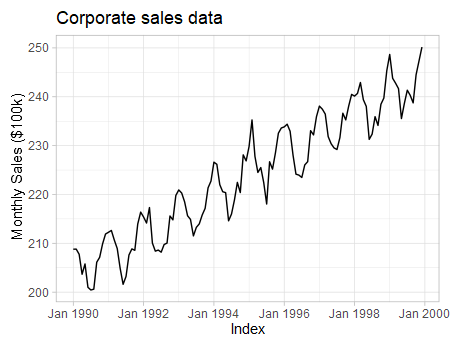 Corporate sales data
Monthly Sales ($100k)
250
240
230
220
210
200
Jan 1990 Jan 1992 Jan 1994 Jan 1996 Jan 1998 Jan 2000
Index